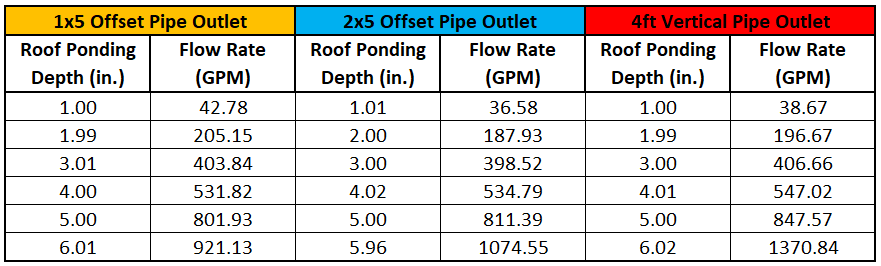 1x5 Offset Pipe Outlet 2x5 Offset Pipe Outlet 4ft Vertical Pipe Outlet
Roof Ponding Flow Rate Roof Ponding Flow Rate Roof Ponding Flow Rate
Depth (in.) (GPM) Depth (in.) (GPM) Depth (in.) (GPM)
1.00 42.78 1.01 36.58 1.00 38.67
1.99 205.15 2.00 187.93 1.99 196.67
3.01 403.84 3.00 398.52 3.00 406.66
4.00 531.82 4.02 534.79 4.01 547.02
5.00 801.93 5.00 811.39 5.00 847.57
6.01 921.13 5.96 1074.55 6.02 1370.84